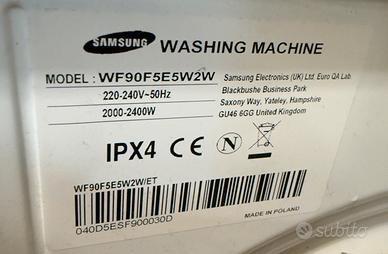 SAMSUNG WASHING MACHINE
MODEL : WF90F5E5W2W
220-240V~50Hz
2000-2400W
Samsung Electronics (UK) Ltd. Euro QA Lab.
Blackbushe Business Park
Saxony Way, Yateley, Hampshire
GU46 6GG United Kingdom
IPX4 CE N
WF90F5E5W2W/ET
040D5ESF900030D
MADE IN POLAND
subito